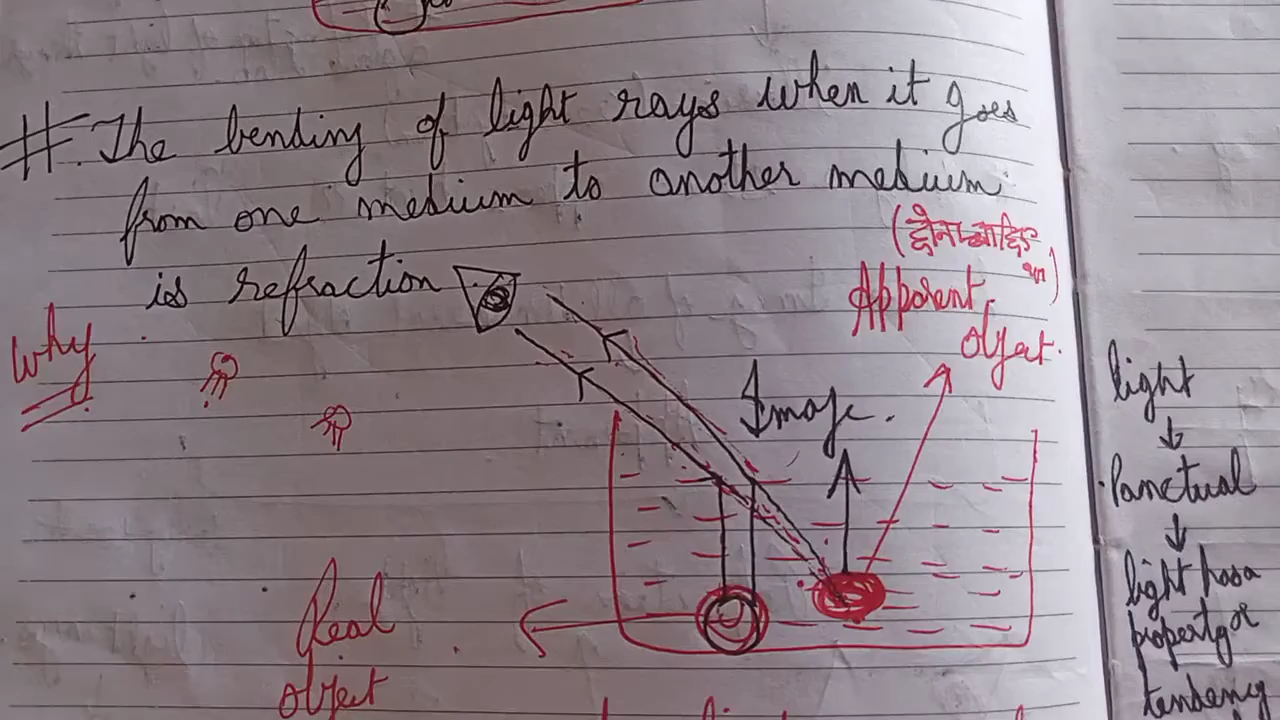 #. The bending of light rays when it goes
from one medium to another medium
is refraction
Why
Apparent
object.
Image.
Real
object
light
↓
Panctual
↓
light has a
property or
tendency